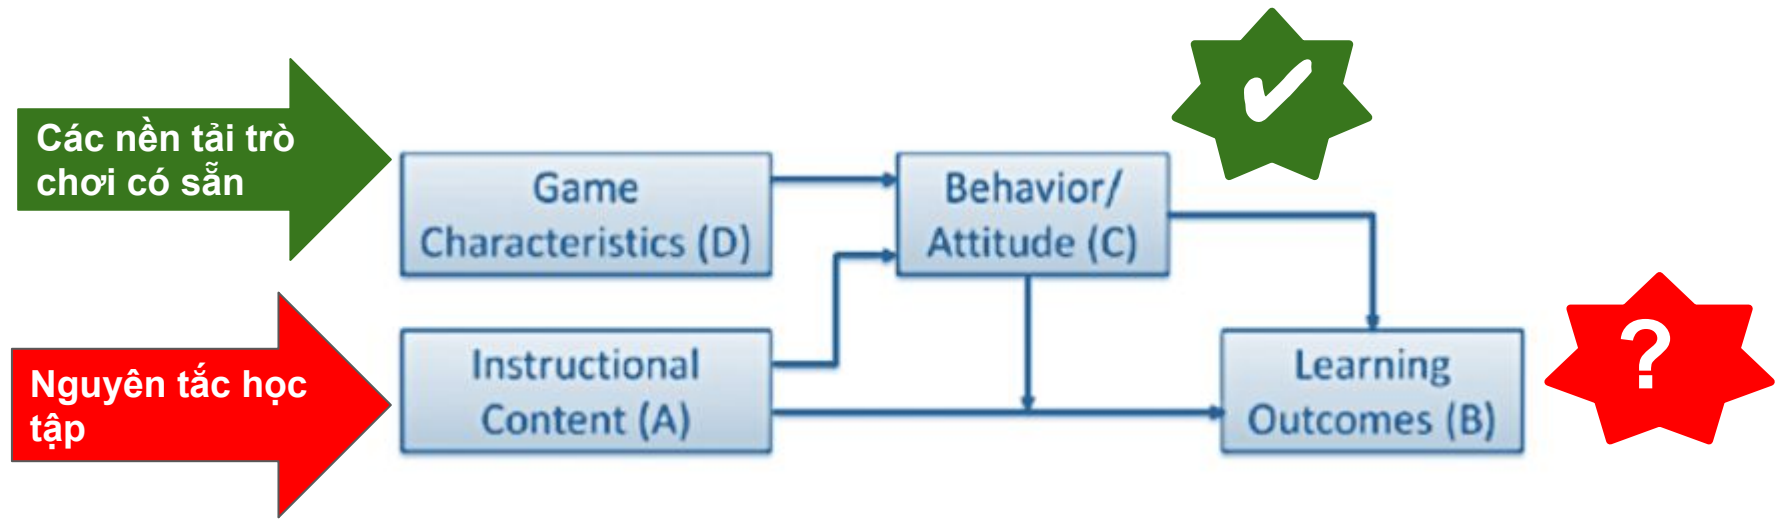 Các nền tải trò
chơi có sẵn
Game
Characteristics (D)
Behavior/
Attitude (C)
Nguyên tắc học
tập
Instructional
Content (A)
Learning
Outcomes (B)
?